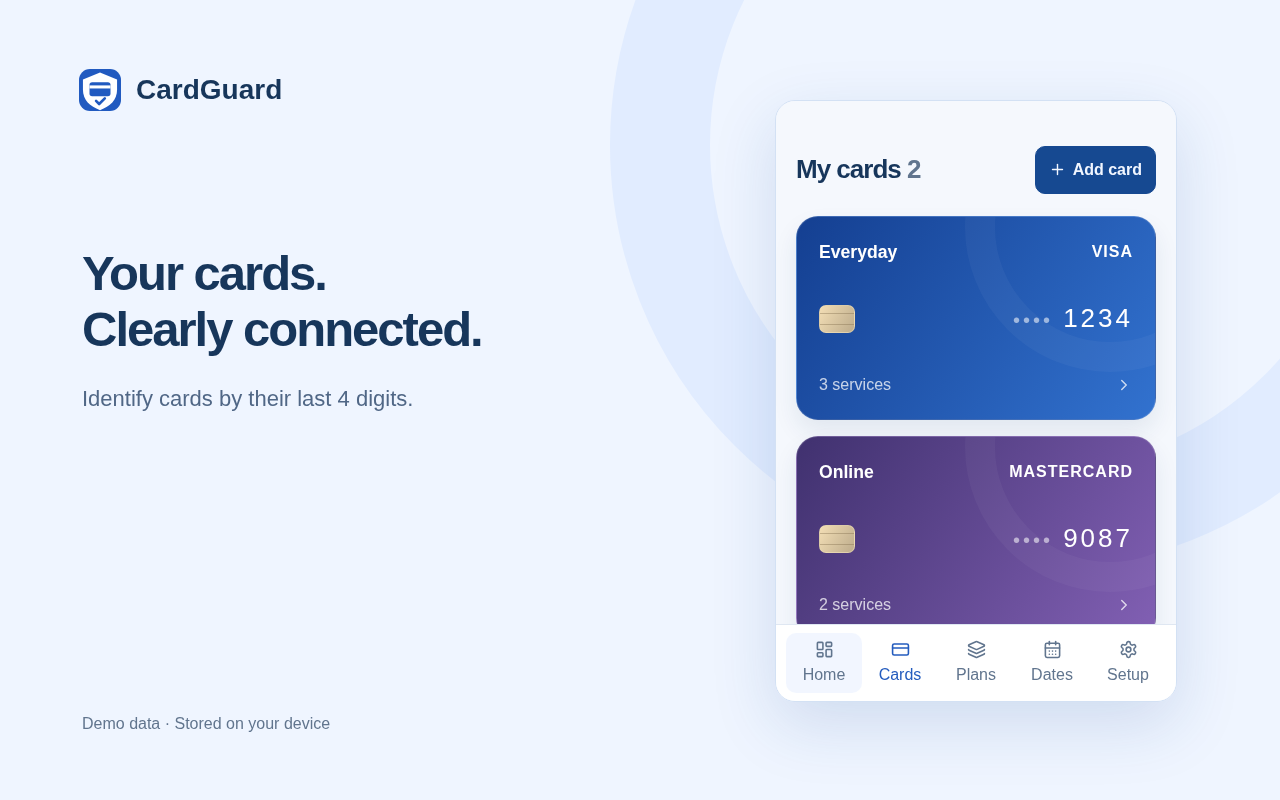 CardGuard
Your cards.
Clearly connected.
Identify cards by their last 4 digits.
Demo data · Stored on your device
My cards 2
+ Add card
Everyday VISA
•••• 1234
3 services
Online MASTERCARD
•••• 9087
2 services
Home Cards Plans Dates Setup